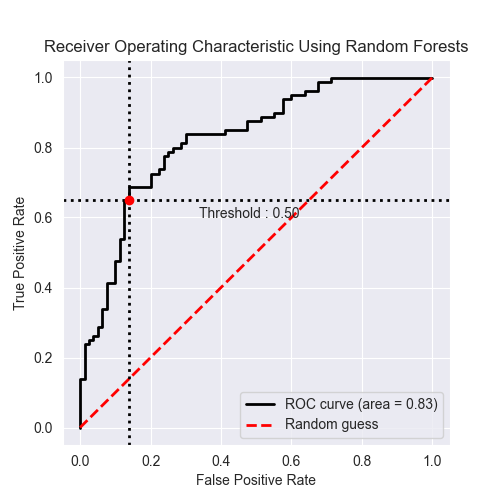 Receiver Operating Characteristic Using Random Forests
1.0
0.8
0.6
0.4
0.2
0.0
True Positive Rate
Threshold : 0.50
ROC curve (area = 0.83)
Random guess
0.0 0.2 0.4 0.6 0.8 1.0
False Positive Rate